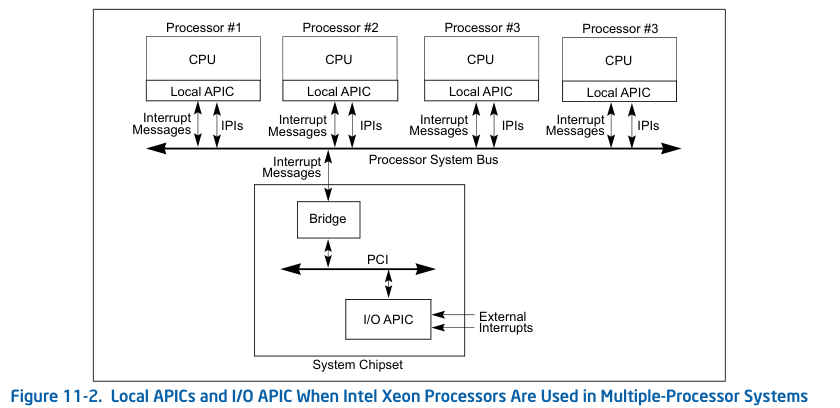 Processor #1
Processor #2
Processor #3
Processor #3
CPU
CPU
CPU
CPU
Local APIC
Local APIC
Local APIC
Local APIC
Interrupt
Messages
IPIs
Interrupt
Messages
IPIs
Interrupt
Messages
IPIs
Interrupt
Messages
IPIs
Processor System Bus
Interrupt
Messages
Bridge
PCI
I/O APIC
External
Interrupts
System Chipset
Figure 11-2. Local APICs and I/O APIC When Intel Xeon Processors Are Used in Multiple-Processor Systems